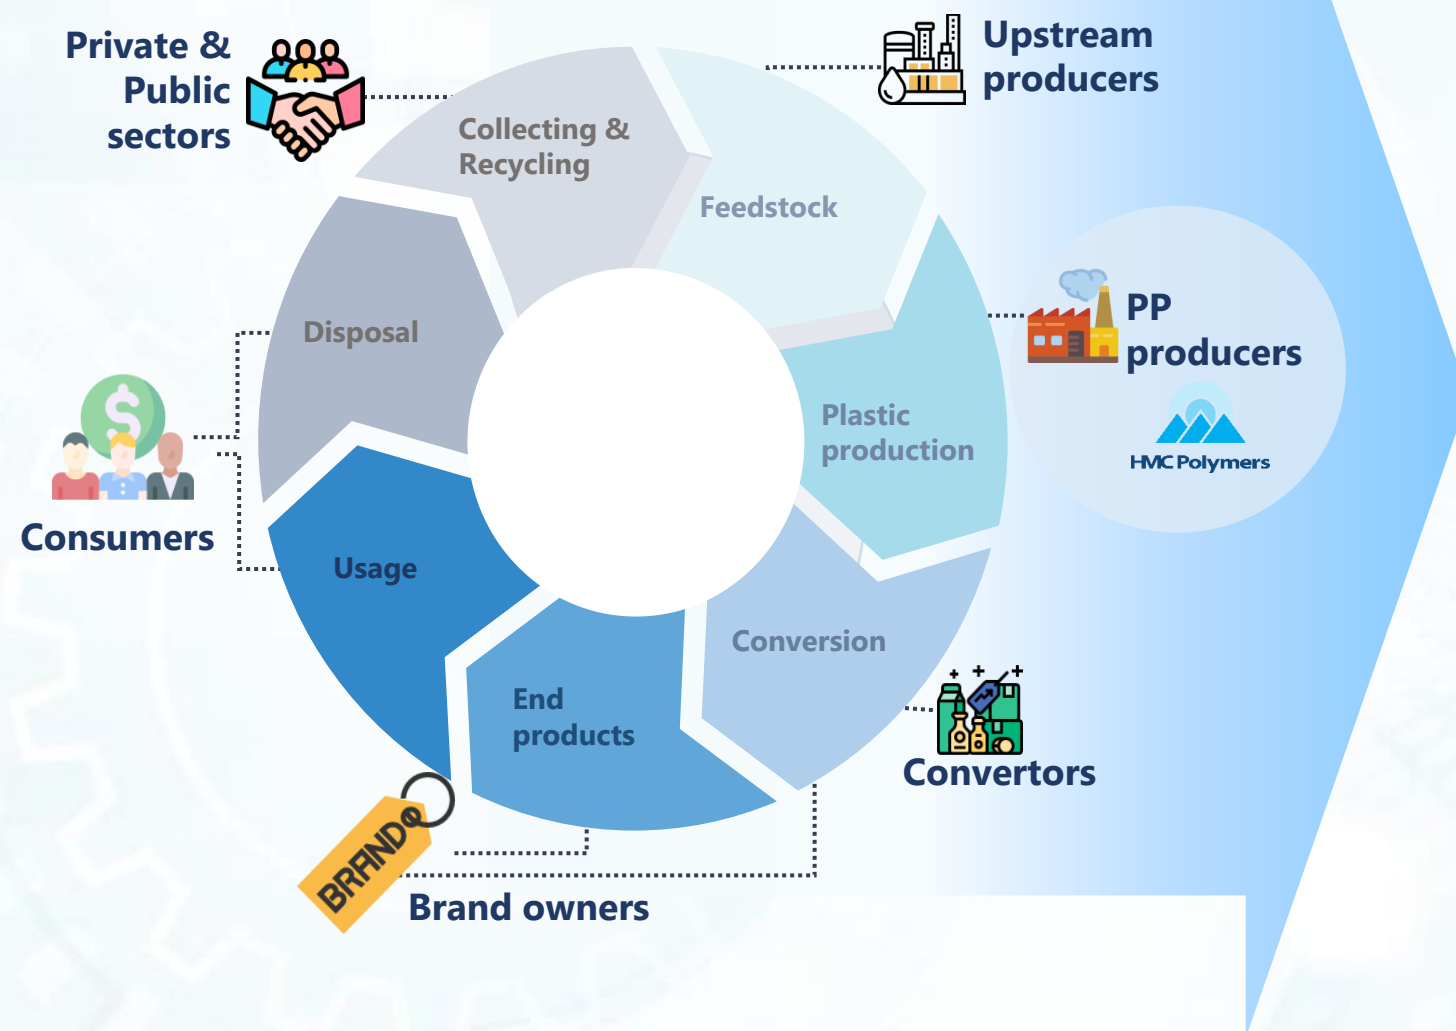 Private &
Public
sectors
Upstream
producers
Collecting &
Recycling
Feedstock
Disposal
PP
producers
HMC Polymers
Plastic
production
Consumers
Usage
Conversion
End
products
Convertors
BRAND
Brand owners